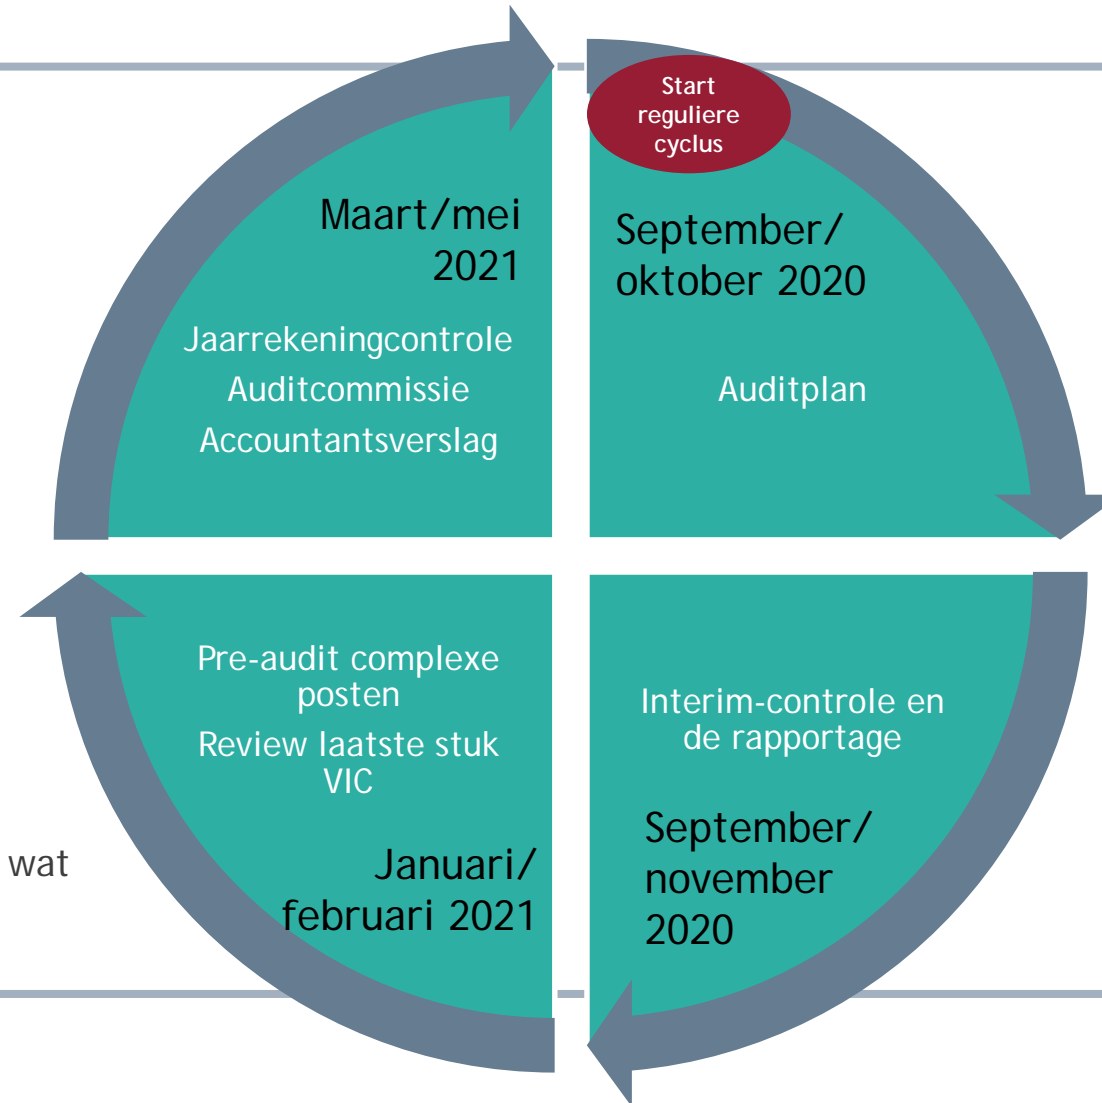 Start
reguliere
cyclus
September/
oktober 2020
Auditplan
Interim-controle en
de rapportage
September/
november
2020
Pre-audit complexe
posten
Review laatste stuk
VIC
Januari/
februari 2021
Maart/mei
2021
Jaarrekeningcontrole
Auditcommissie
Accountantsverslag
wat